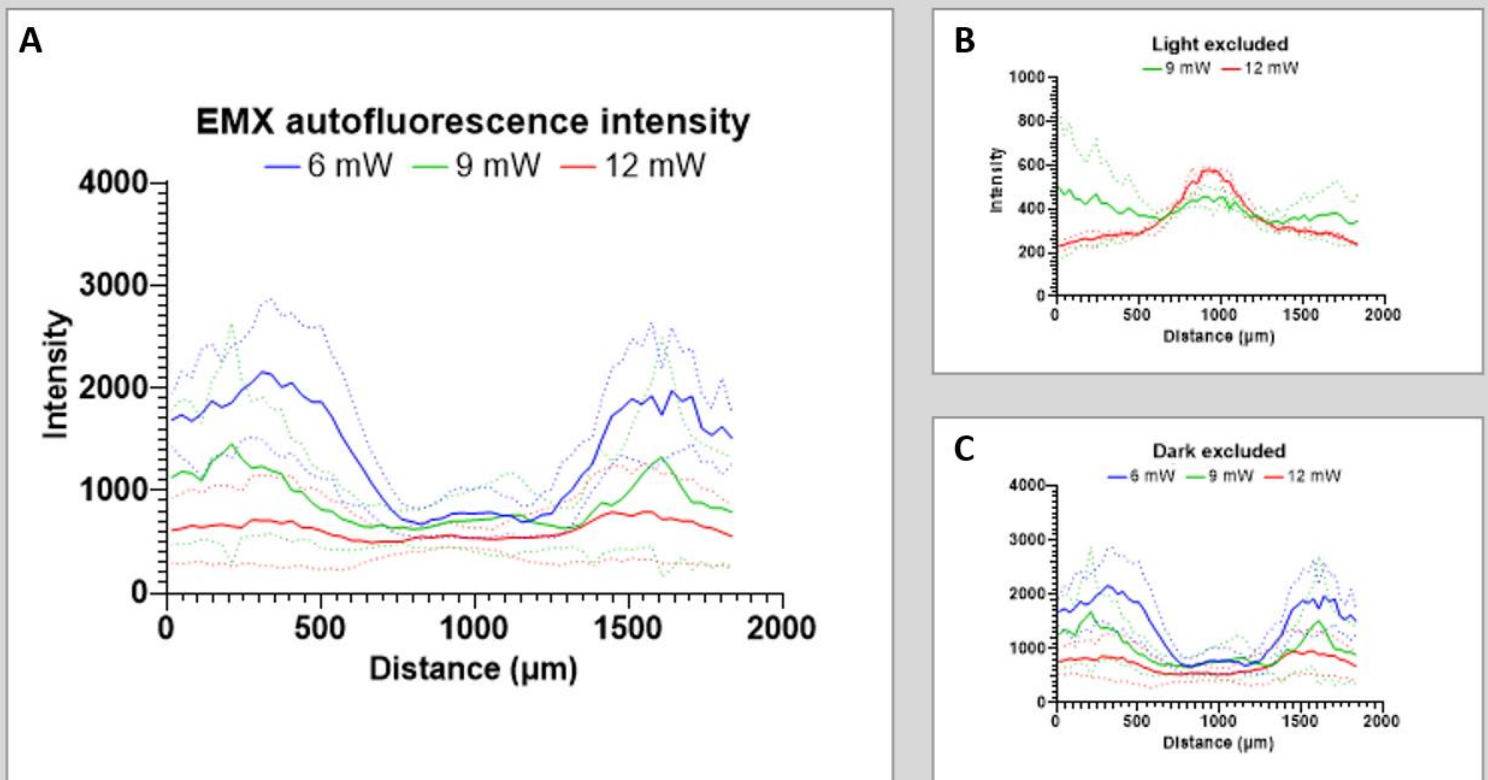 A
EMX autofluorescence intensity
6 mW 9 mW 12 mW
4000
3000
2000
1000
0
Intensity
0 500 1000 1500 2000
Distance (µm)
B
Light excluded
9 mW 12 mW
1000
800
600
400
200
0
Intensity
0 500 1000 1500 2000
Distance (µm)
C
Dark excluded
6 mW 9 mW 12 mW
4000
3000
2000
1000
0
0 500 1000 1500 2000
Distance (µm)